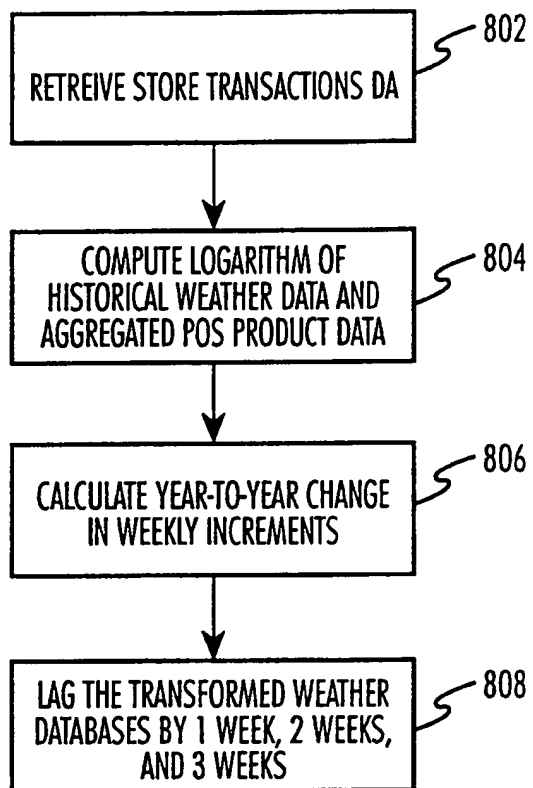 802
RETREIVE STORE TRANSACTIONS DA
804
COMPUTE LOGARITHM OF
HISTORICAL WEATHER DATA AND
AGGREGATED POS PRODUCT DATA
806
CALCULATE YEAR-TO-YEAR CHANGE
IN WEEKLY INCREMENTS
808
LAG THE TRANSFORMED WEATHER
DATABASES BY 1 WEEK, 2 WEEKS,
AND 3 WEEKS